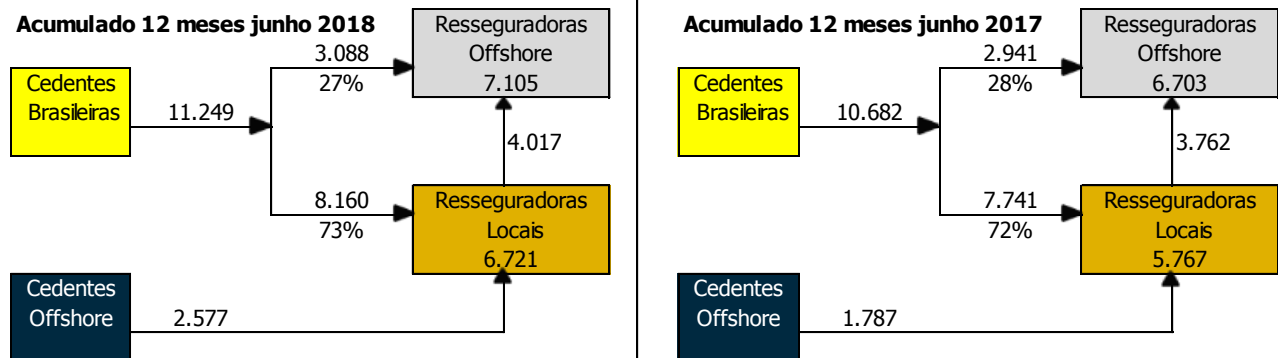 Acumulado 12 meses junho 2018
Resseguradoras
Offshore
7.105
3.088
27%
Cedentes
Brasileiras
11.249
4.017
8.160
73%
Resseguradoras
Locais
6.721
Cedentes
Offshore
2.577
Acumulado 12 meses junho 2017
Resseguradoras
Offshore
6.703
2.941
28%
Cedentes
Brasileiras
10.682
3.762
7.741
72%
Resseguradoras
Locais
5.767
Cedentes
Offshore
1.787